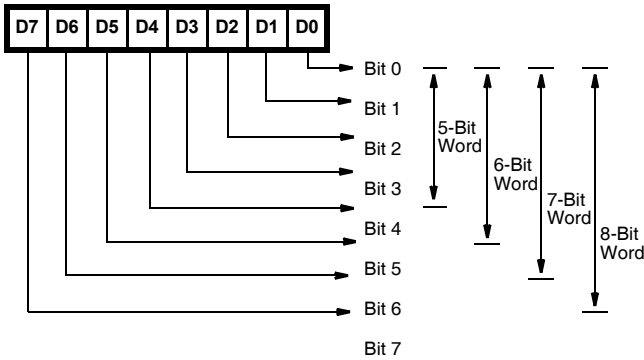 D7 D6 D5 D4 D3 D2 D1 D0
Bit 0
Bit 1
Bit 2
Bit 3
Bit 4
Bit 5
Bit 6
Bit 7
5-Bit
Word
6-Bit
Word
7-Bit
Word
8-Bit
Word